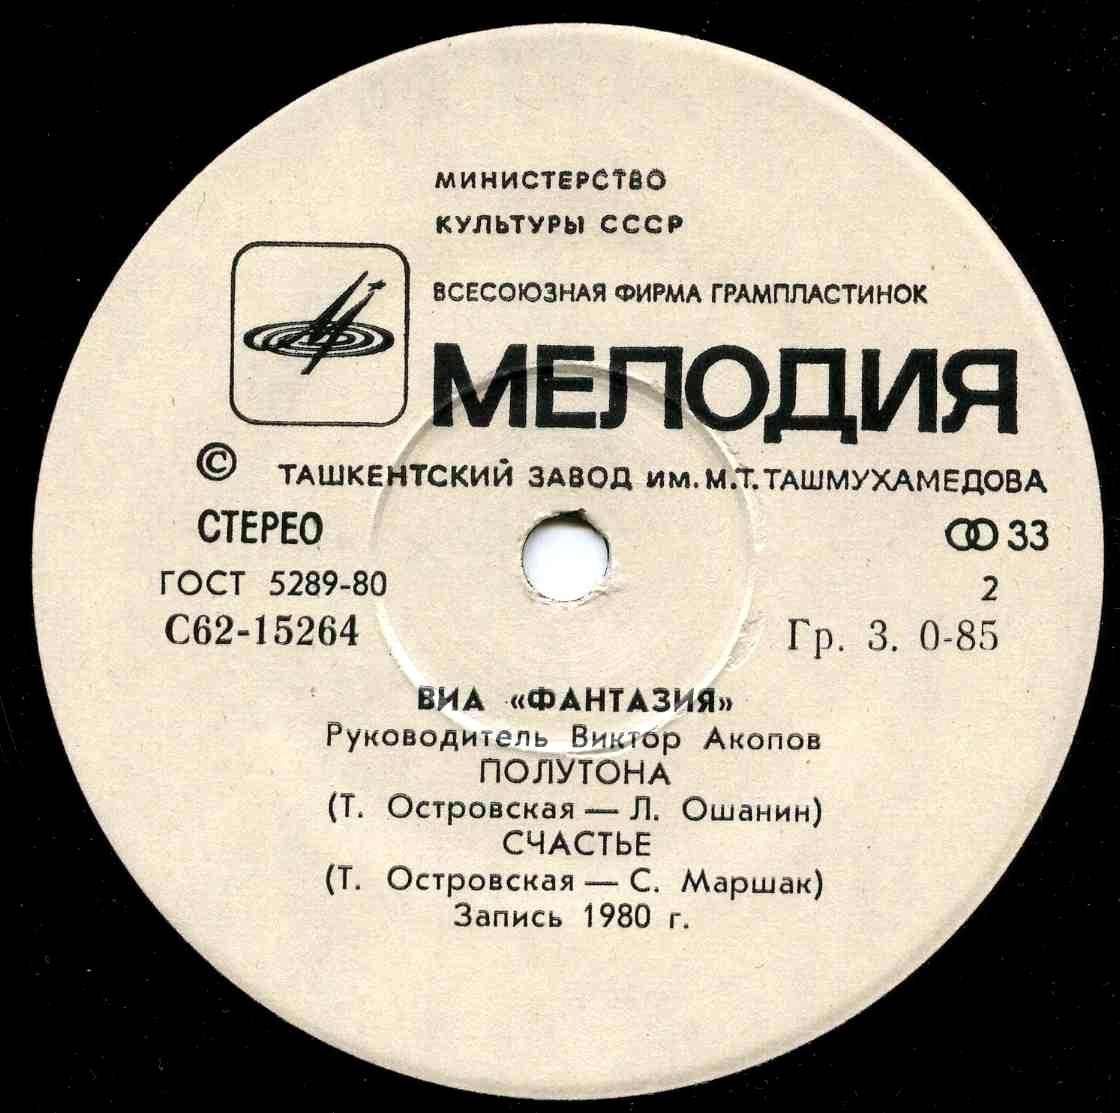 МИНИСТЕРСТВО
КУЛЬТУРЫ СССР
ВСЕСОЮЗНАЯ ФИРМА ГРАМПЛАСТИНОК
МЕЛОДИЯ
© ТАШКЕНТСКИЙ ЗАВОД им. М.Т. ТАШМУХАМЕДОВА
СТЕРЕО 33
ГОСТ 5289-80 2
С62-15264 Гр. 3. 0-85
ВИА «ФАНТАЗИЯ»
Руководитель Виктор Акопов
ПОЛУТОНА
(Т. Островская — Л. Ошанин)
СЧАСТЬЕ
(Т. Островская — С. Маршак)
Запись 1980 г.